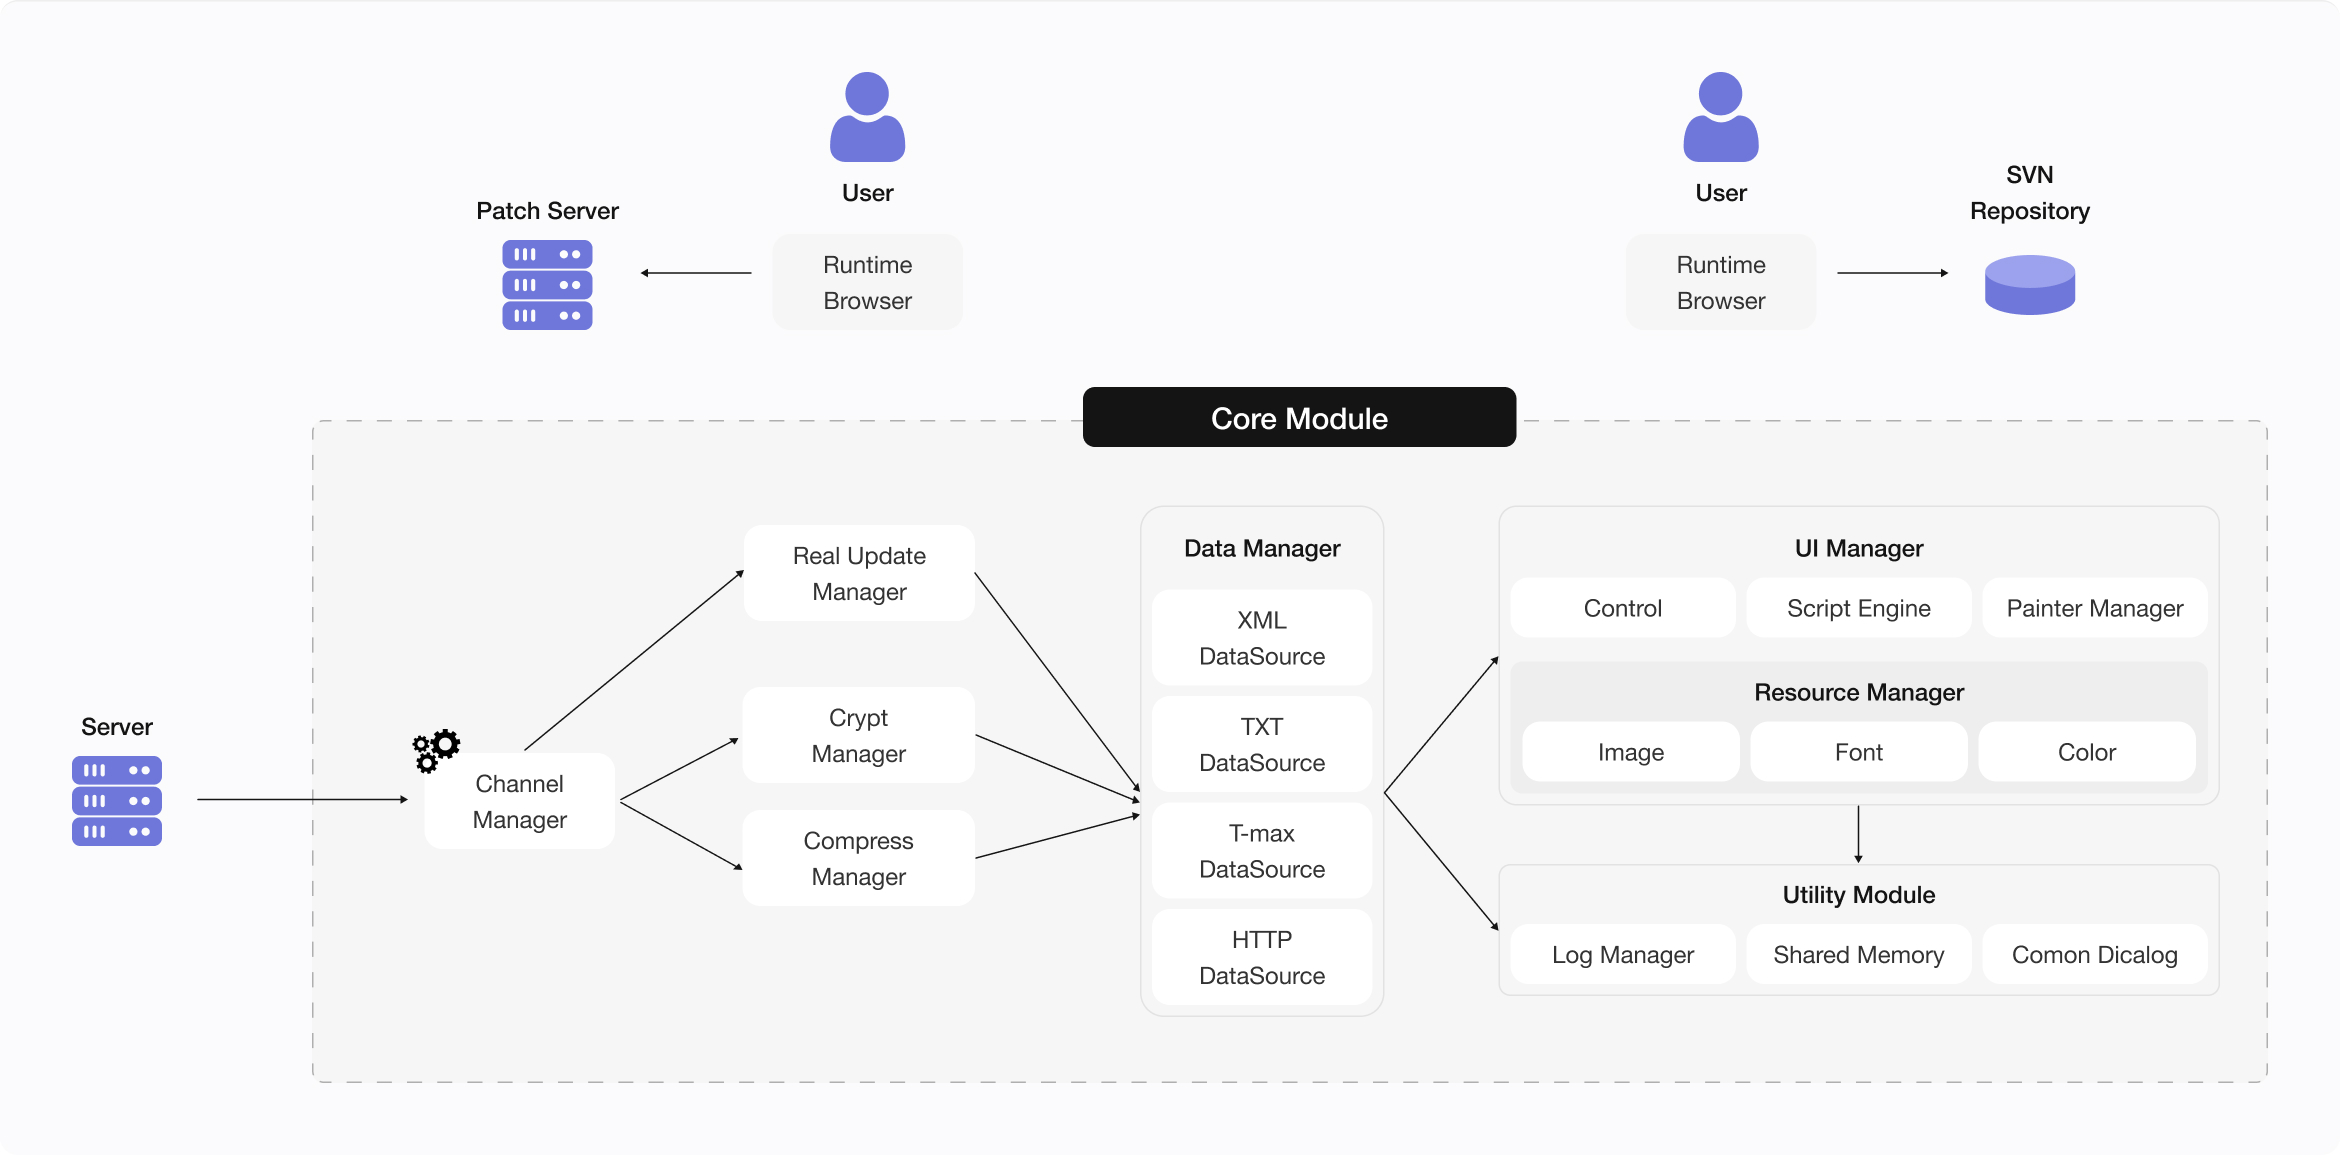 User
Patch Server
Runtime
Browser
User
SVN
Repository
Runtime
Browser
Core Module
Server
Channel
Manager
Real Update
Manager
Crypt
Manager
Compress
Manager
Data Manager
XML
DataSource
TXT
DataSource
T-max
DataSource
HTTP
DataSource
UI Manager
Control
Script Engine
Painter Manager
Resource Manager
Image
Font
Color
Utility Module
Log Manager
Shared Memory
Comon Dicalog